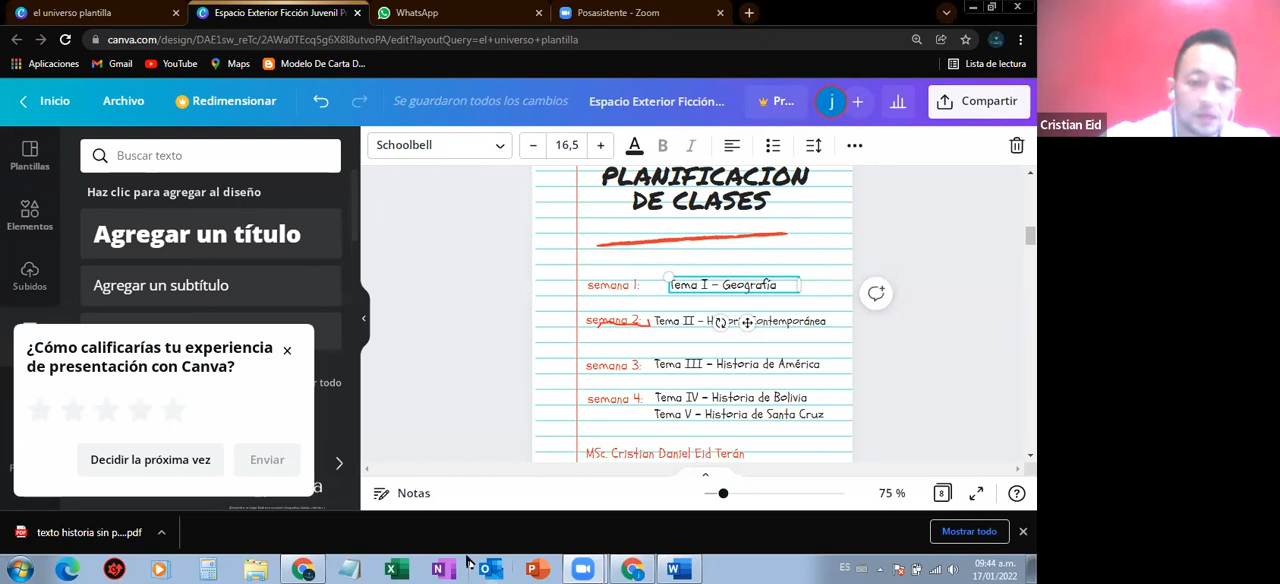 el universo plantilla
Espacio Exterior Ficción Juvenil P
WhatsApp
Posasistente - Zoom
canva.com/design/DAE1sw_reTc/2AWa0TEcq5g6X8I8utvoPA/edit?layoutQuery=el+universo+plantilla
Aplicaciones
Gmail
YouTube
Maps
Modelo De Carta D...
Lista de lectura
Cristian Eid
Inicio
Archivo
Redimensionar
Se guardaron todos los cambios
Espacio Exterior Ficción...
Pr...
j
Compartir
Plantillas
Elementos
Subidos
Buscar texto
Haz clic para agregar al diseño
Agregar un título
Agregar un subtítulo
Schoolbell
16,5
A
B
I
PLANIFICACION
DE CLASES
semana 1: Tema I - Geografía
semana 2: Tema II - Contemporánea
semana 3: Tema III - Historia de América
semana 4: Tema IV - Historia de Bolivia
Tema V - Historia de Santa Cruz
MSc. Cristian Daniel Eid Terán
¿Cómo calificarías tu experiencia
de presentación con Canva?
Decidir la próxima vez
Enviar
Notas
75 %
8
texto historia sin p....pdf
Mostrar todo
ES
09:44 a.m.
17/01/2022